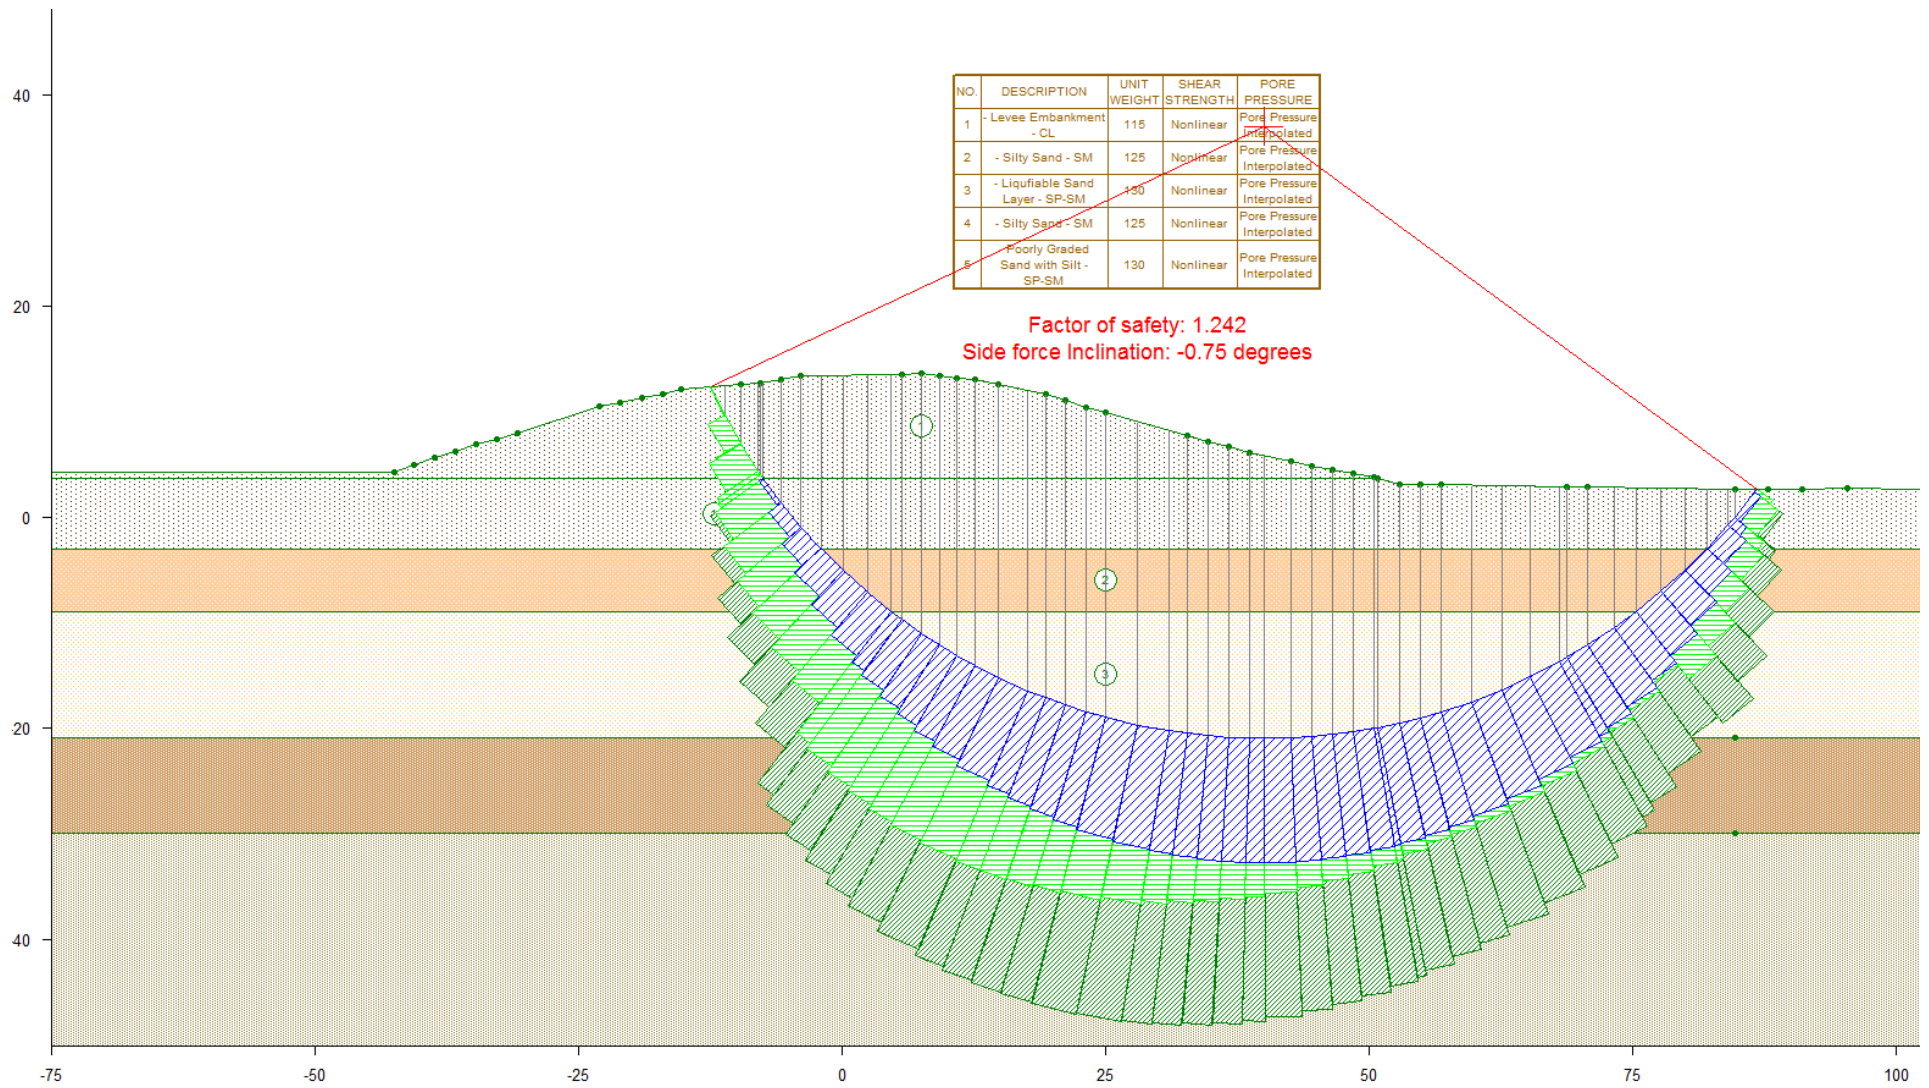 40
20
0
-20
40
-75
-50
-25
0
25
50
75
100
NO. DESCRIPTION UNIT WEIGHT SHEAR STRENGTH PORE PRESSURE
1 - Levee Embankment - CL 115 Nonlinear Pore Pressure Interpolated
2 - Silty Sand - SM 125 Nonlinear Pore Pressure Interpolated
3 - Liqufiable Sand Layer - SP-SM 130 Nonlinear Pore Pressure Interpolated
4 - Silty Sand - SM 125 Nonlinear Pore Pressure Interpolated
5 Poorly Graded Sand with Silt - SP-SM 130 Nonlinear Pore Pressure Interpolated
Factor of safety: 1.242
Side force Inclination: -0.75 degrees
1
2
3